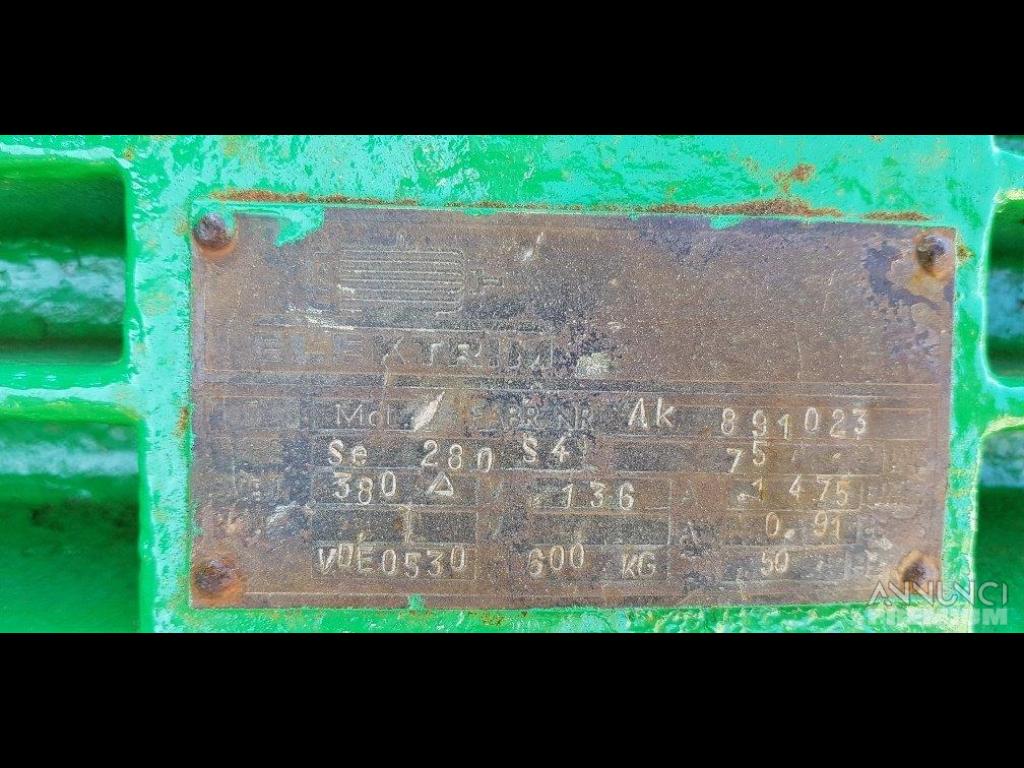 ELEKTRIM
Mot. FABR.NR. Ak 891023
Se 280 S4 75
380 △ 136 A 1475
A 0.91
VDE0530 600 KG 50
ANNUNCI
PREMIUM